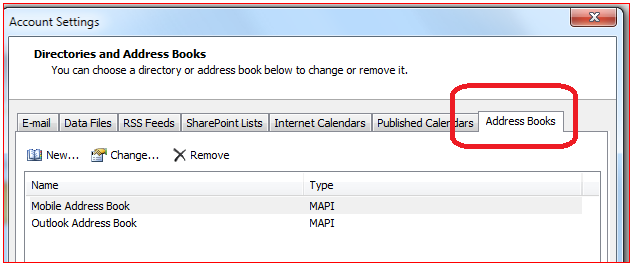 Account Settings
Directories and Address Books
You can choose a directory or address book below to change or remove it.
E-mail Data Files RSS Feeds SharePoint Lists Internet Calendars Published Calendars Address Books
New... Change... Remove
Name Type
Mobile Address Book MAPI
Outlook Address Book MAPI